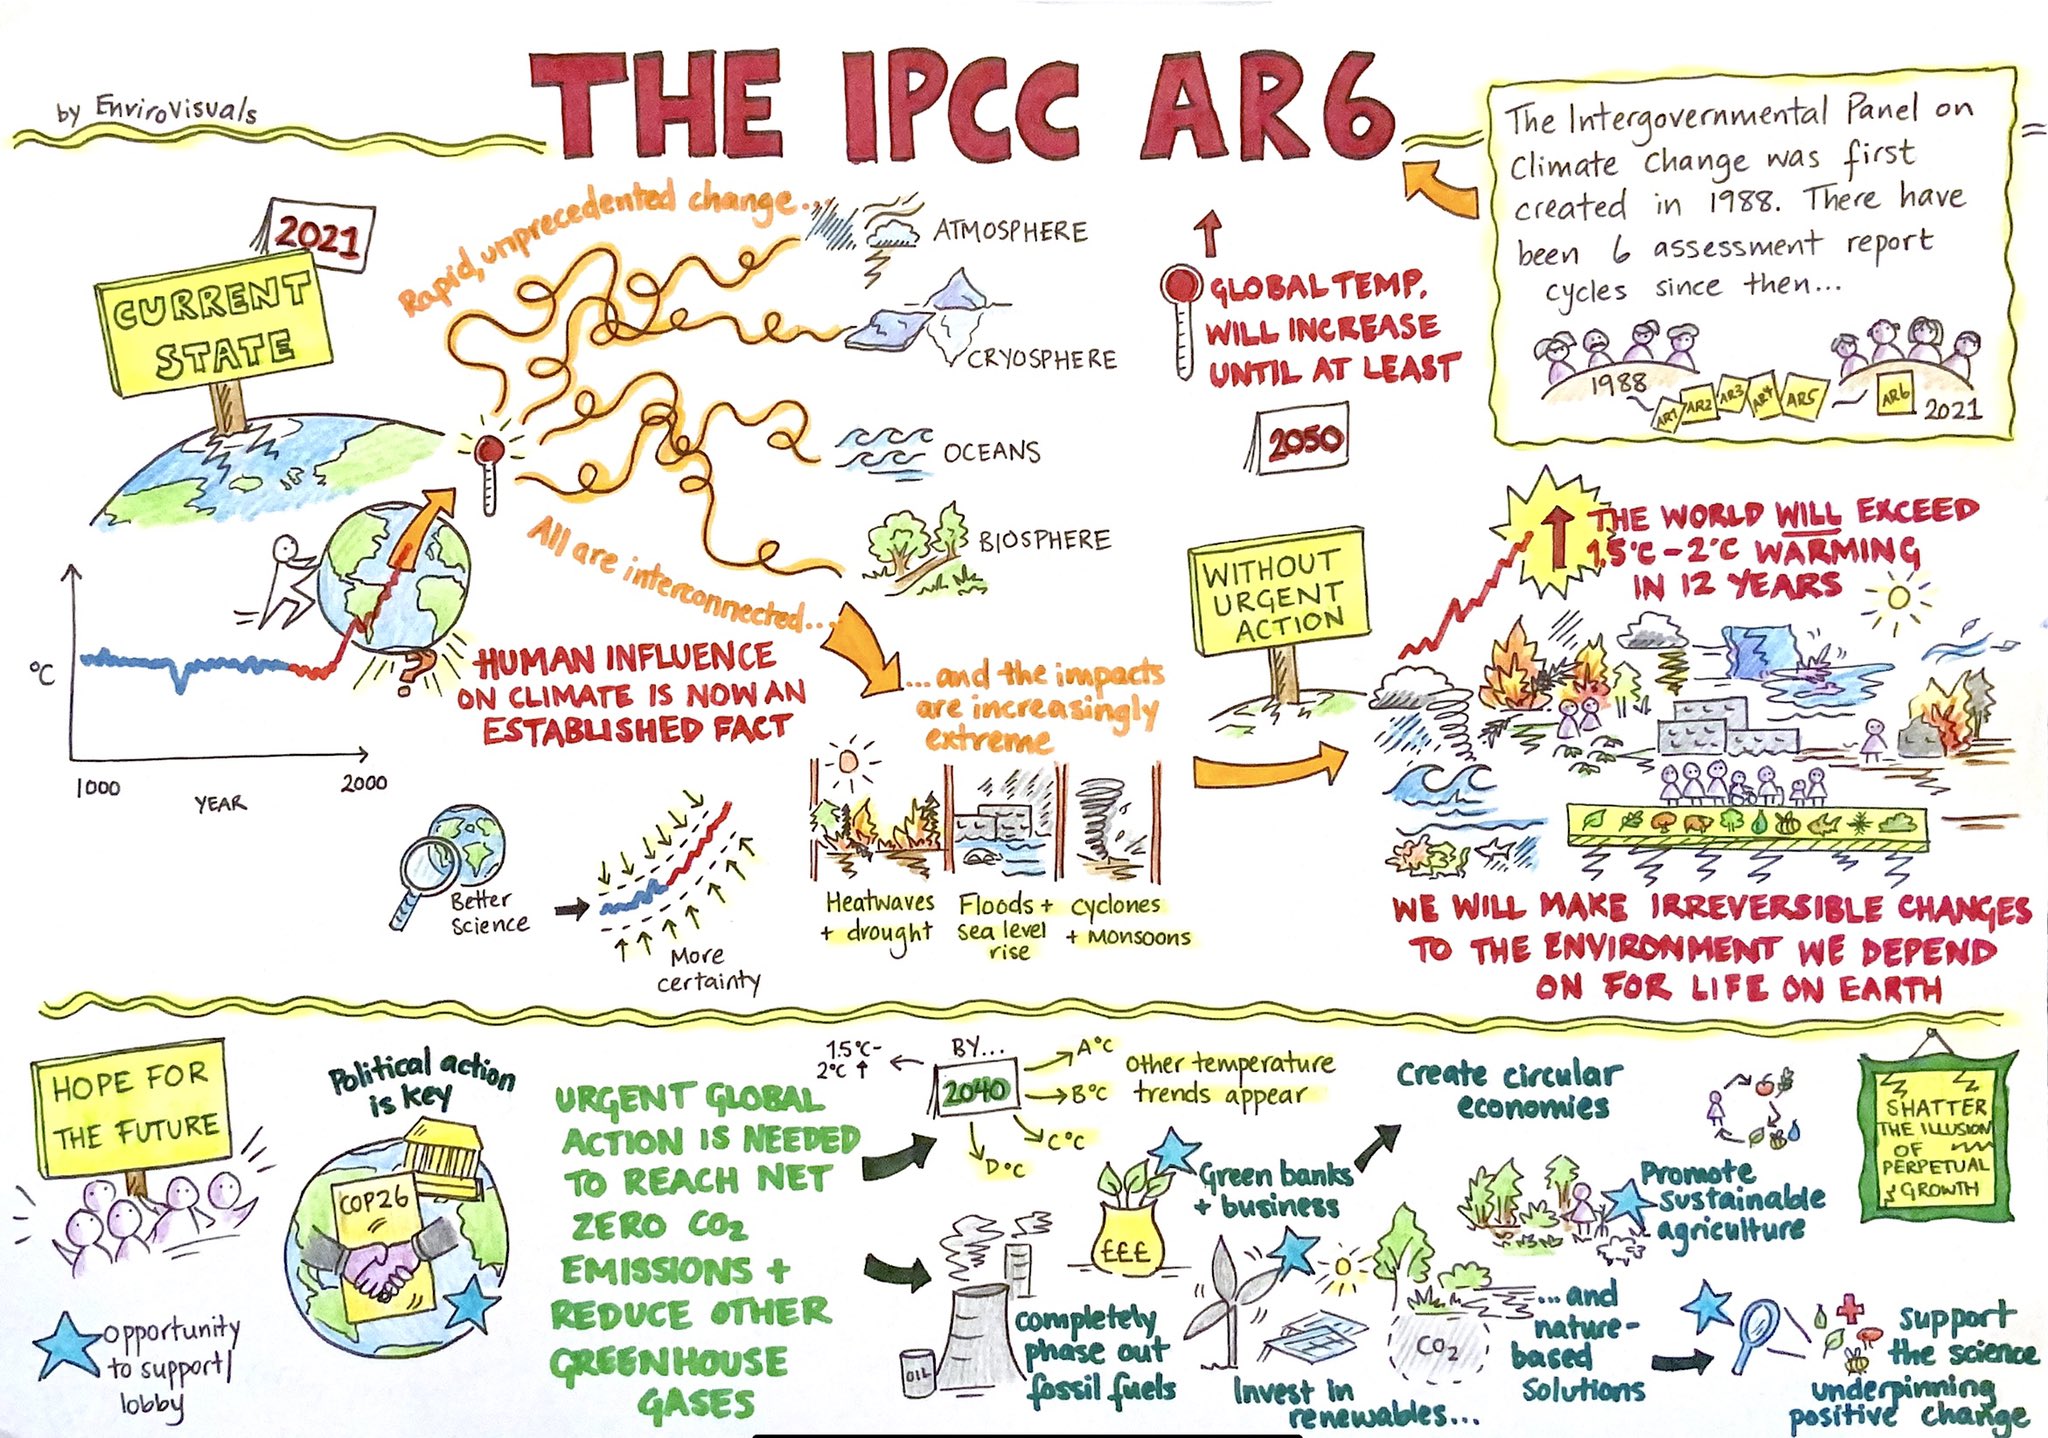 by EnviroVisuals
THE IPCC AR6
The Intergovernmental Panel on
Climate Change was first
created in 1988. There have
been 6 assessment report
cycles since then...
1988
AR1
AR2
AR3
AR4
AR5
AR6
2021
2021
CURRENT
STATE
Rapid, unprecedented change...
ATMOSPHERE
CRYOSPHERE
OCEANS
BIOSPHERE
All are interconnected...
°C
1000
YEAR
2000
?
HUMAN INFLUENCE
ON CLIMATE IS NOW AN
ESTABLISHED FACT
Better
Science
More
certainty
...and the impacts
are increasingly
extreme
Heatwaves
+ drought
Floods +
sea level
rise
cyclones
+ Monsoons
GLOBAL TEMP.
WILL INCREASE
UNTIL AT LEAST
2050
WITHOUT
URGENT
ACTION
THE WORLD WILL EXCEED
1.5°C-2°C WARMING
IN 12 YEARS
WE WILL MAKE IRREVERSIBLE CHANGES
TO THE ENVIRONMENT WE DEPEND
ON FOR LIFE ON EARTH
HOPE FOR
THE FUTURE
Opportunity
to support/
lobby
Political action
is key
COP26
URGENT GLOBAL
ACTION IS NEEDED
TO REACH NET
ZERO CO2
EMISSIONS +
REDUCE OTHER
GREENHOUSE
GASES
1.5°C-
2°C
BY...
2040
A°C
B°C
C°C
D°C
Other temperature
trends appear
OIL
completely
phase out
fossil fuels
£££
Green banks
+ business
Invest in
renewables...
Create circular
economies
CO2
...and
nature-
based
solutions
Promote
sustainable
agriculture
SHATTER
THE ILLUSION
OF
PERPETUAL
GROWTH
support
the science
underpinning
positive change